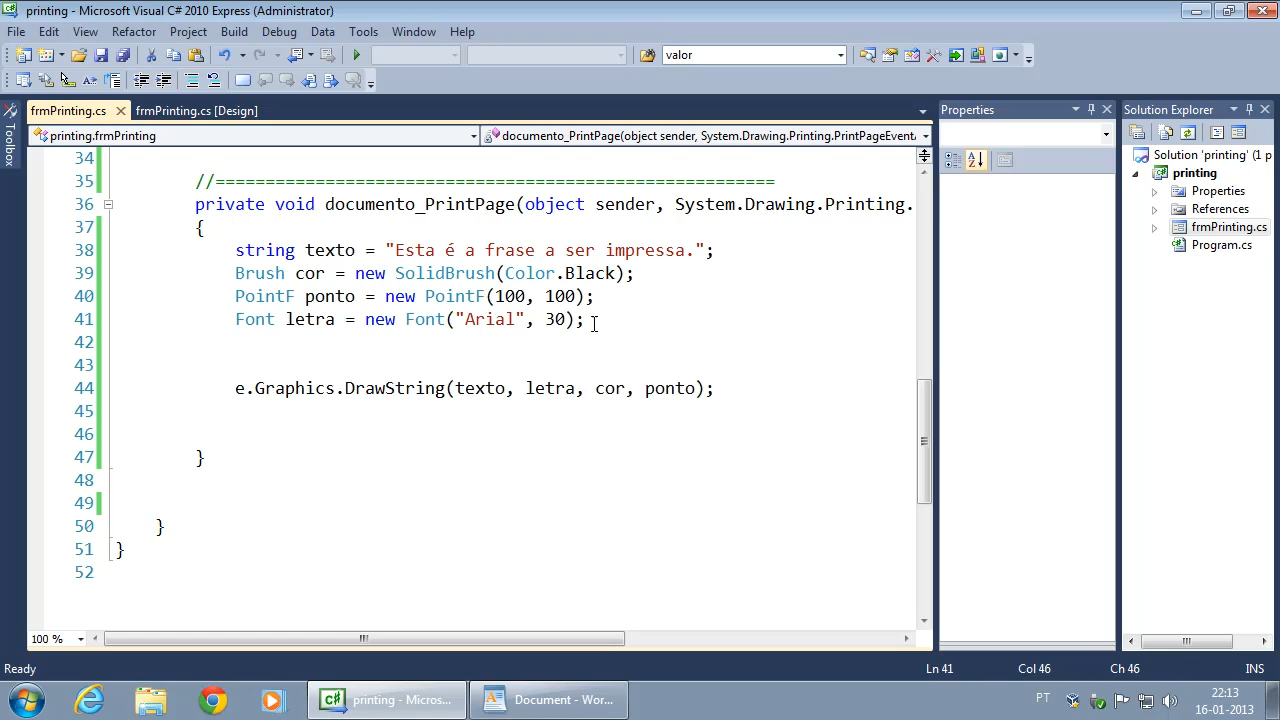 printing - Microsoft Visual C# 2010 Express (Administrator)
File Edit View Refactor Project Build Debug Data Tools Window Help
valor
frmPrinting.cs
frmPrinting.cs [Design]
Properties
Solution Explorer
printing.frmPrinting
documento_PrintPage(object sender, System.Drawing.Printing.PrintPageEventA
Solution 'printing' (1 p
printing
Properties
References
frmPrinting.cs
Program.cs
Toolbox
34
35 //========================================================
36 private void documento_PrintPage(object sender, System.Drawing.Printing.
37 {
38 string texto = "Esta é a frase a ser impressa.";
39 Brush cor = new SolidBrush(Color.Black);
40 PointF ponto = new PointF(100, 100);
41 Font letra = new Font("Arial", 30);
42
43
44 e.Graphics.DrawString(texto, letra, cor, ponto);
45
46
47 }
48
49
50 }
51 }
52
100 %
Ready
Ln 41 Col 46 Ch 46 INS
printing - Micros...
Document - Wor...
PT
22:13
16-01-2013